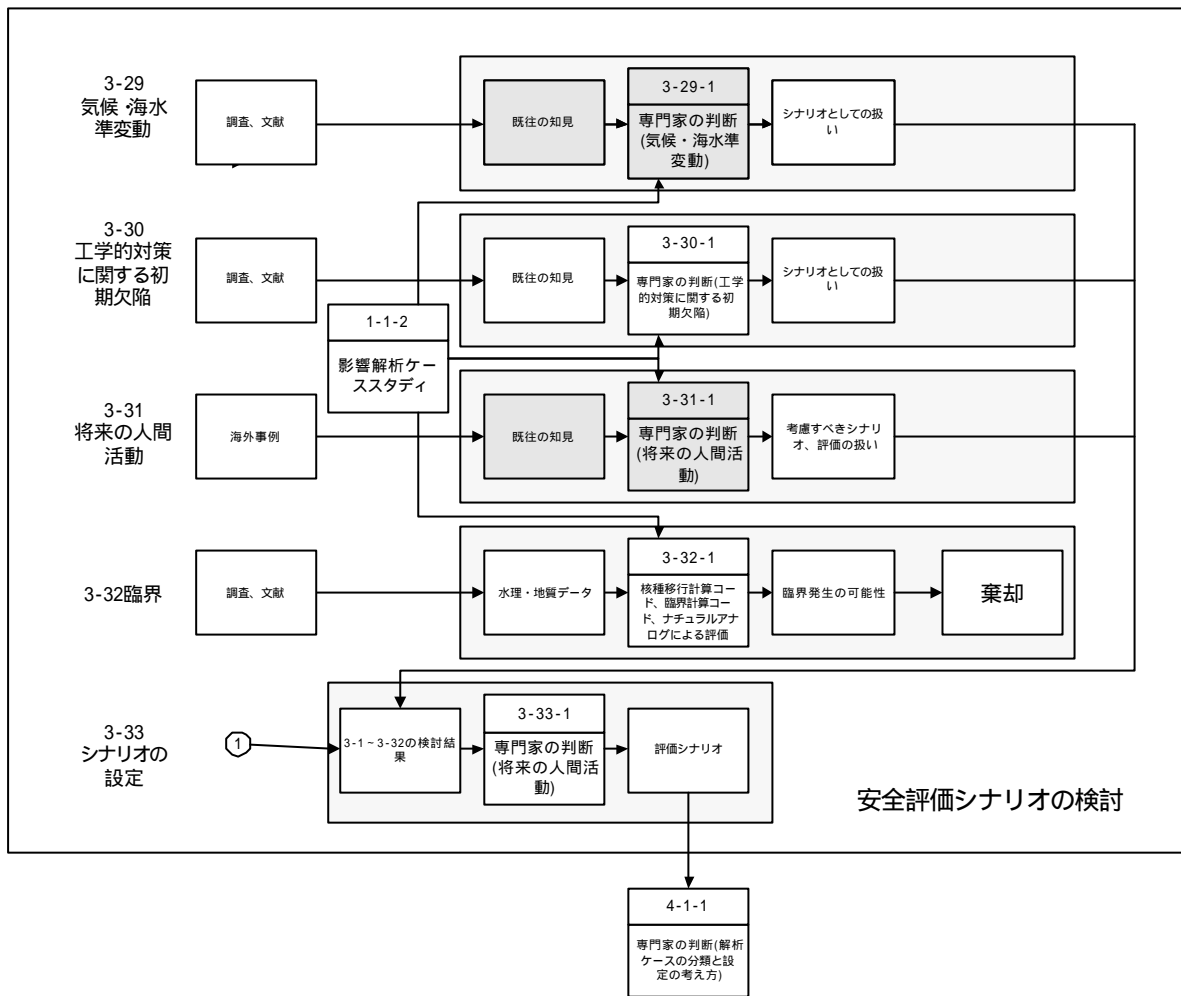 3-29
気候・海水
準変動
調査、文献
既往の知見
3-29-1
専門家の判断
(気候・海水準
変動)
シナリオとしての扱
い
3-30
工学的対策
に関する初
期欠陥
調査、文献
既往の知見
3-30-1
専門家の判断(工学
的対策に関する初
期欠陥)
シナリオとしての扱
い
1-1-2
影響解析ケー
ススタディ
3-31
将来の人間
活動
海外事例
既往の知見
3-31-1
専門家の判断
(将来の人間活
動)
考慮すべきシナリ
オ、評価の扱い
3-32臨界
調査、文献
水理・地質データ
3-32-1
核種移行計算コー
ド、臨界計算コー
ド、ナチュラルアナ
ログによる評価
臨界発生の可能性
棄却
3-33
シナリオの
設定
1
3-1~3-32の検討結
果
3-33-1
専門家の判断
(将来の人間活
動)
評価シナリオ
安全評価シナリオの検討
4-1-1
専門家の判断(解析
ケースの分類と設
定の考え方)